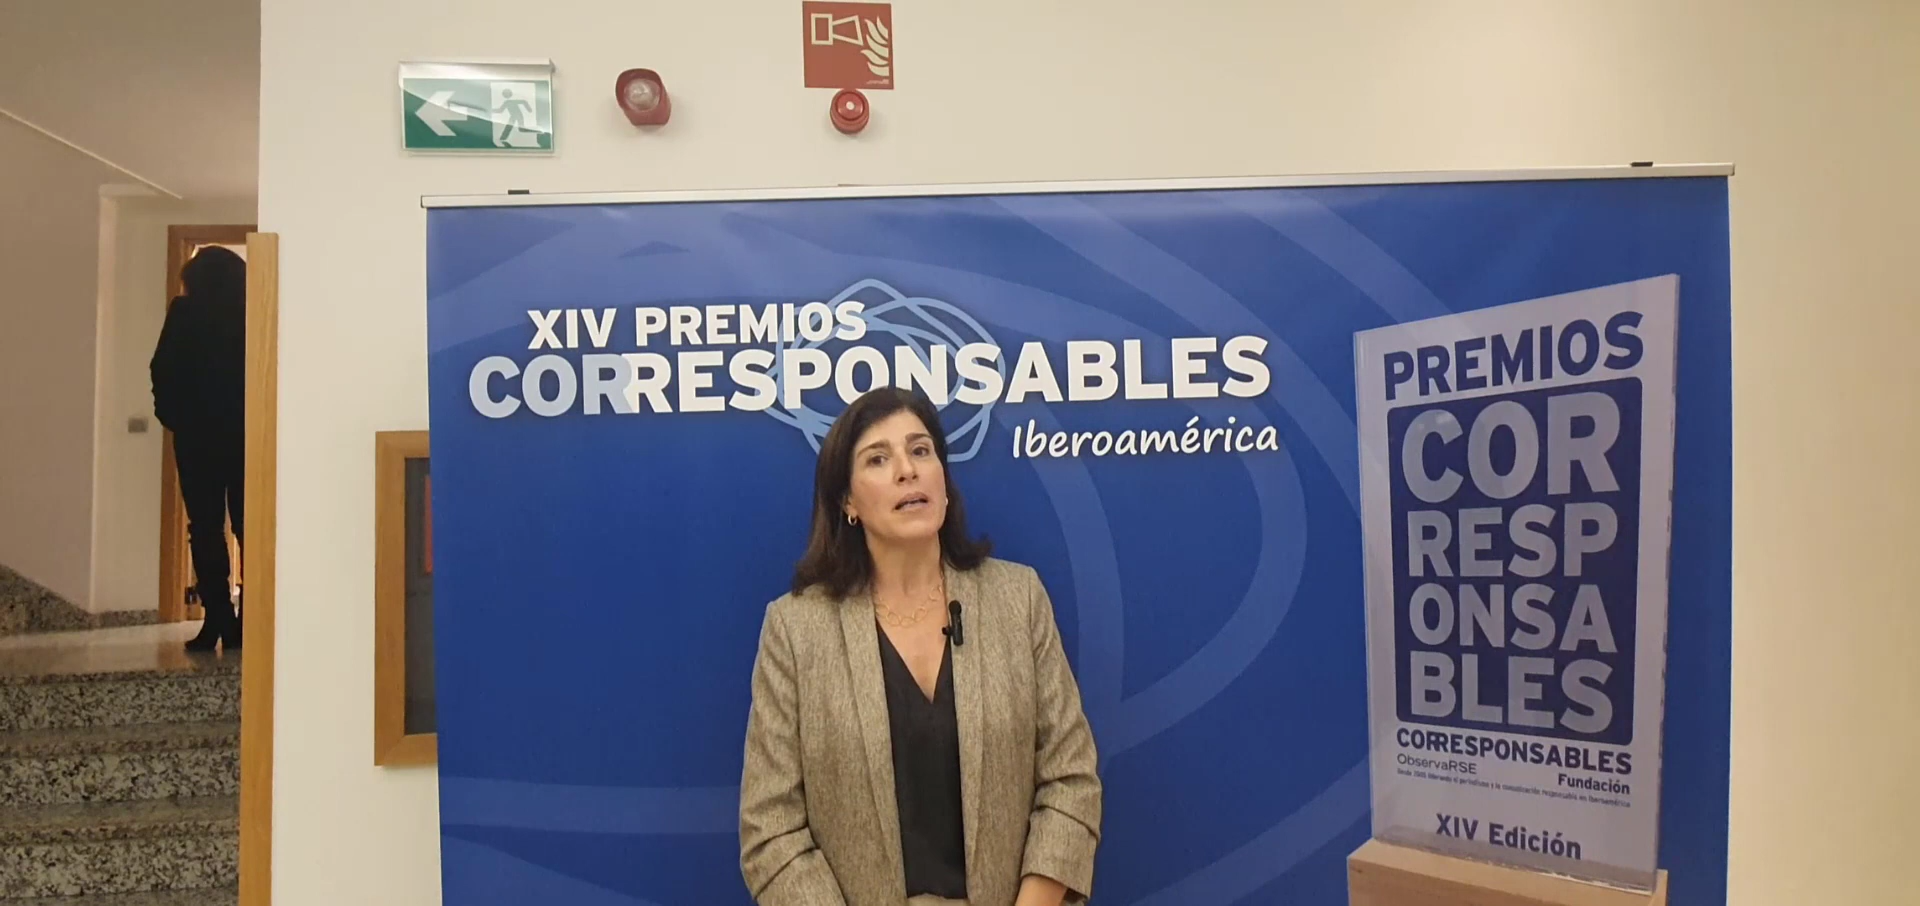 XIV PREMIOS
CORRESPONSABLES
Iberoamérica
PREMIOS
COR
RESP
ONSA
BLES
CORRESPONSABLES
ObservaRSE
Fundación
XIV Edición